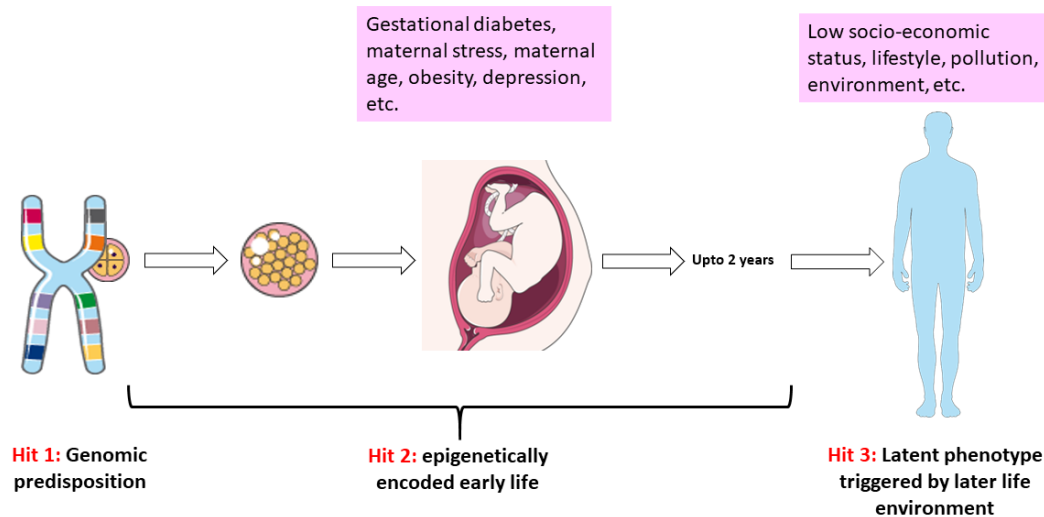 Gestational diabetes,
maternal stress, maternal
age, obesity, depression,
etc.
Low socio-economic
status, lifestyle, pollution,
environment, etc.
Upto 2 years
Hit 1: Genomic
predisposition
Hit 2: epigenetically
encoded early life
Hit 3: Latent phenotype
triggered by later life
environment